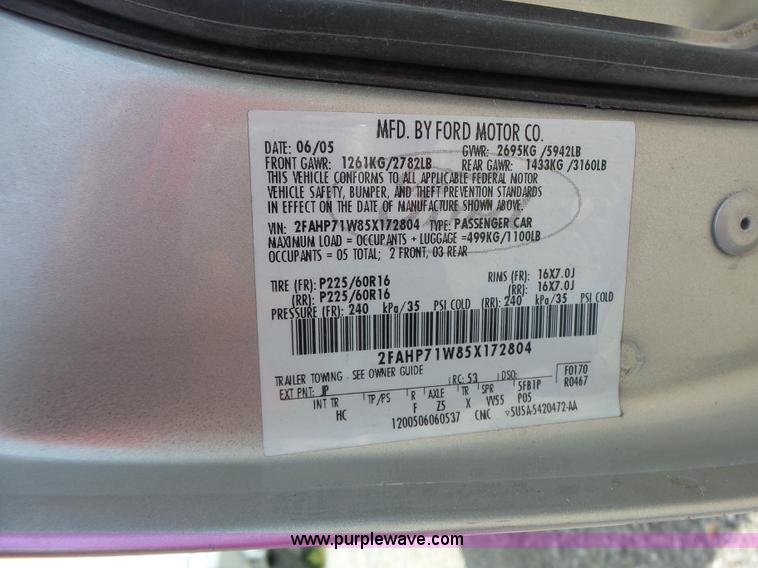 MFD. BY FORD MOTOR CO.
DATE: 06/05 GVWR: 2695KG/5942LB
FRONT GAWR: 1261KG/2782LB REAR GAWR: 1433KG/3160LB
THIS VEHICLE CONFORMS TO ALL APPLICABLE FEDERAL MOTOR
VEHICLE SAFETY, BUMPER, AND THEFT PREVENTION STANDARDS
IN EFFECT ON THE DATE OF MANUFACTURE SHOWN ABOVE.
VIN: 2FAHP71W85X172804 TYPE: PASSENGER CAR
MAXIMUM LOAD = OCCUPANTS + LUGGAGE =499KG/1100LB
OCCUPANTS = 05 TOTAL; 2 FRONT, 03 REAR
TIRE (FR): P225/60R16 RIMS (FR): 16X7.0J
(RR): P225/60R16 (RR): 16X7.0J
PRESSURE (FR): 240 kPa/35 PSI COLD (RR): 240 kPa/35 PSI COLD
2FAHP71W85X172804
TRAILER TOWING - SEE OWNER GUIDE
EXT PNT: JP RC: 53 DSO: F0170
INT TR TP/PS R AXLE TR SPR 5FB1P R0467
HC F Z5 X VV55 P05
1200506060537 CMC ▿5U5A-5420472-AA
www.purplewave.com